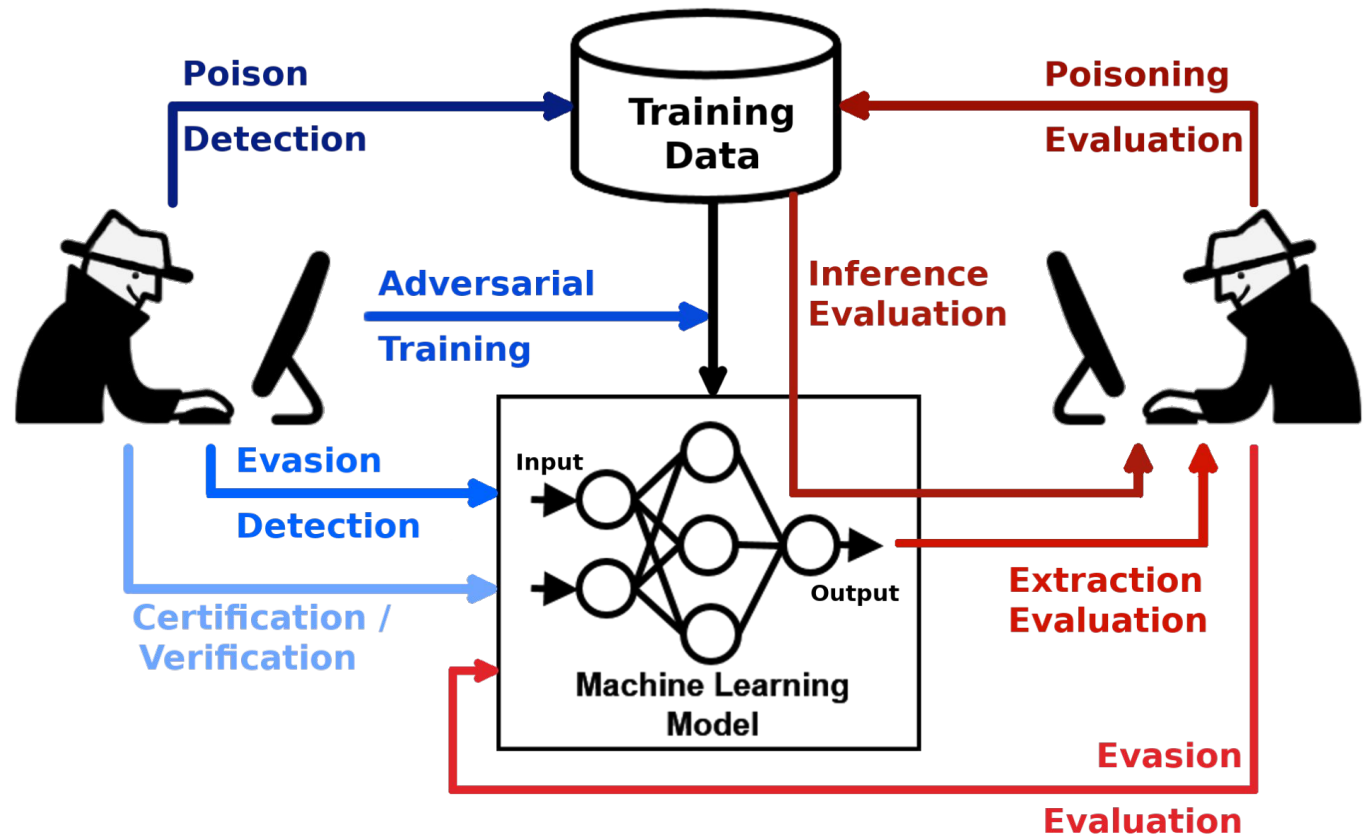 Poison
Detection
Training
Data
Poisoning
Evaluation
Adversarial
Training
Inference
Evaluation
Evasion
Detection
Certification /
Verification
Input
Output
Machine Learning
Model
Extraction
Evaluation
Evasion
Evaluation